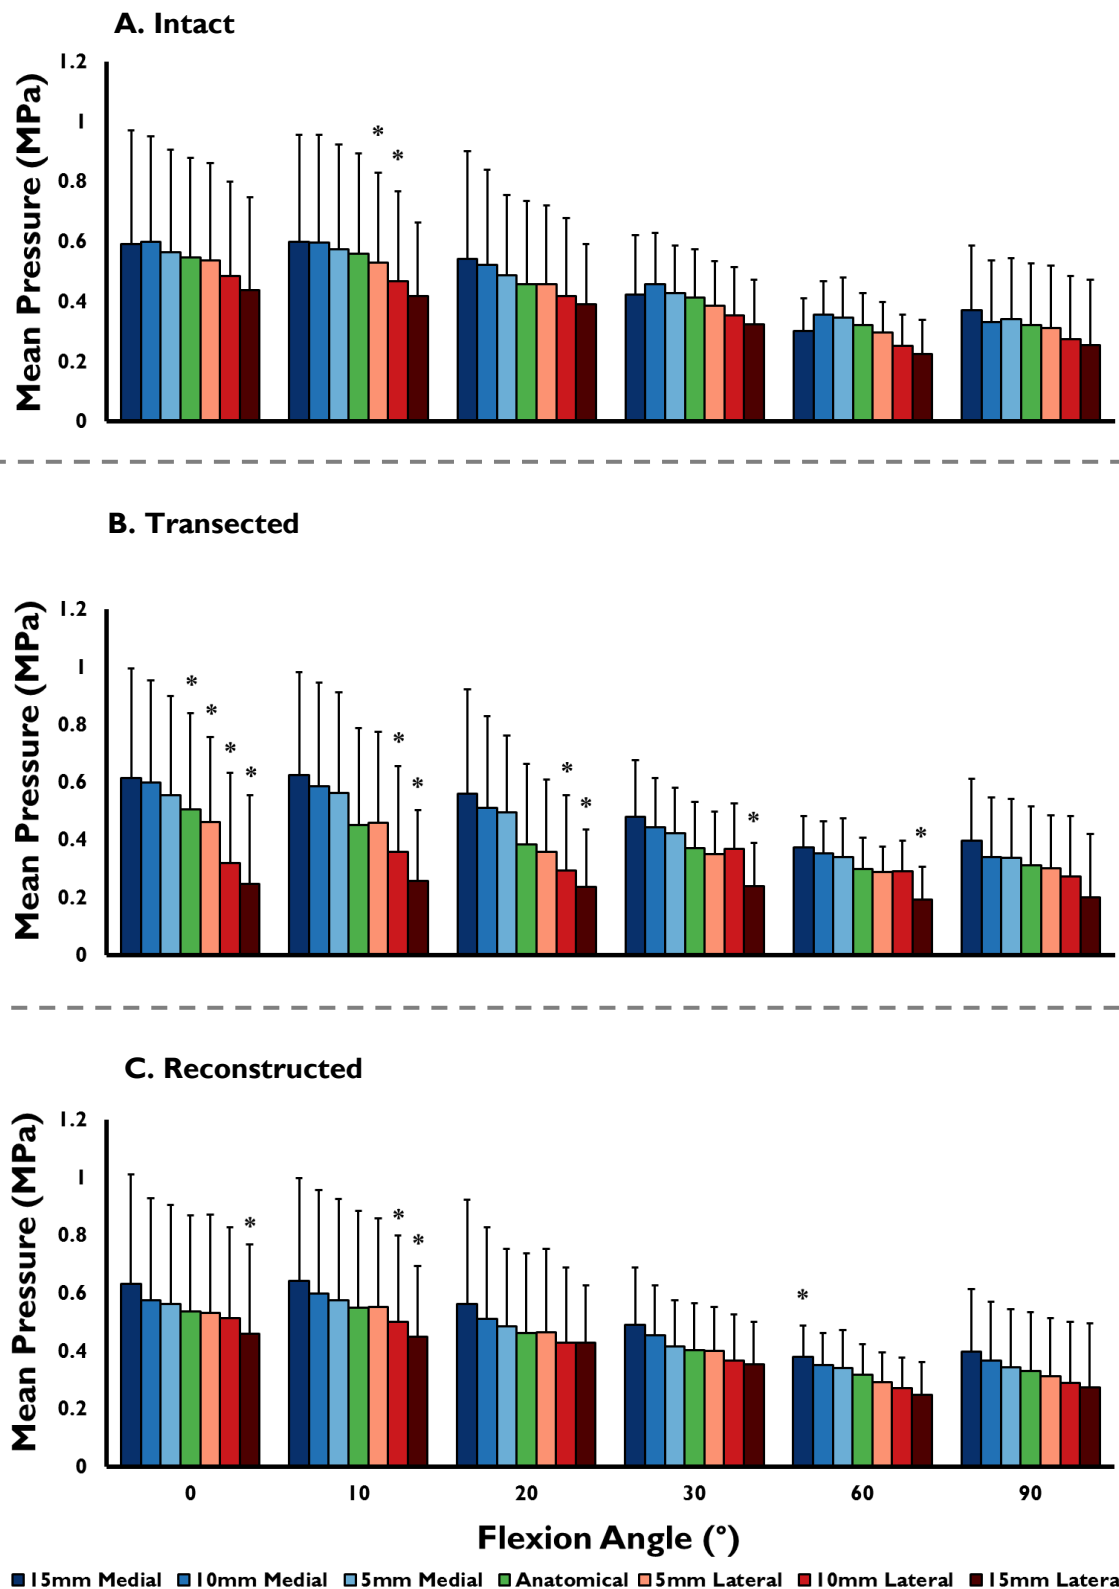 A. Intact
Mean Pressure (MPa)
1.2
1
0.8
0.6
0.4
0.2
0
* *
B. Transected
Mean Pressure (MPa)
1.2
1
0.8
0.6
0.4
0.2
0
* * * * * * * * * *
C. Reconstructed
Mean Pressure (MPa)
1.2
1
0.8
0.6
0.4
0.2
0
* * * *
0 10 20 30 60 90
Flexion Angle (°)
15mm Medial 10mm Medial 5mm Medial Anatomical 5mm Lateral 10mm Lateral 15mm Latera